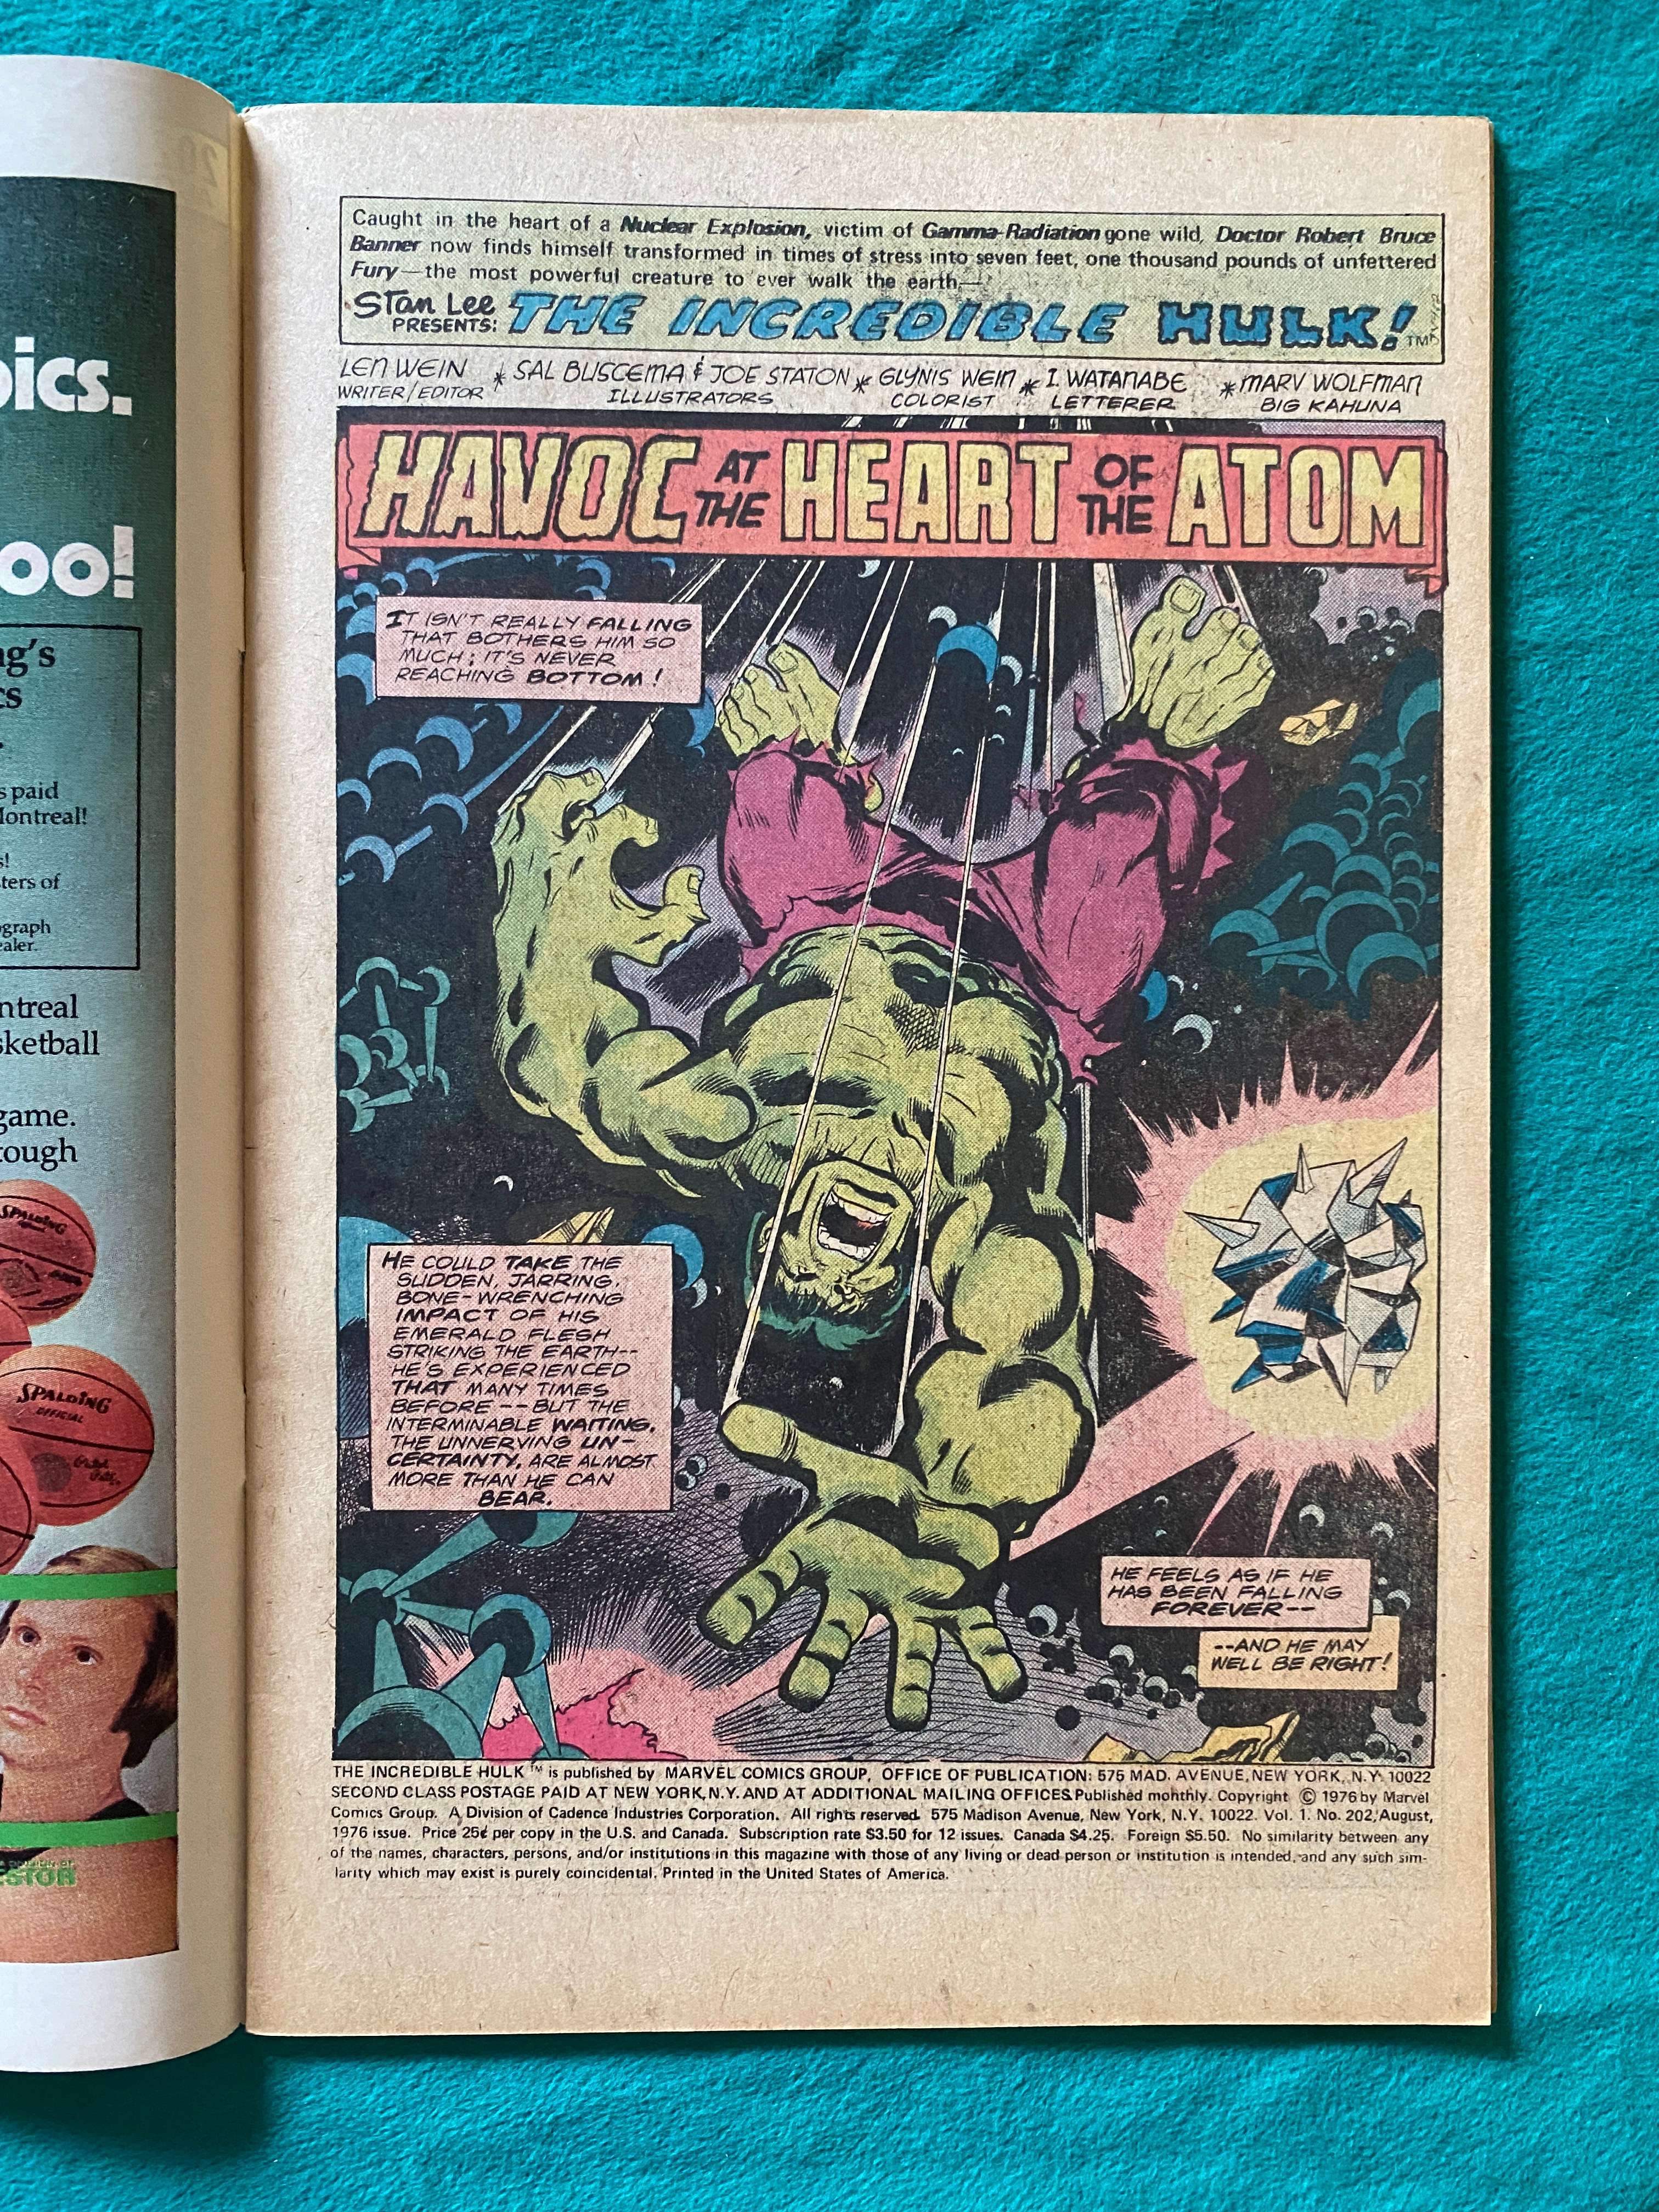 oics.
oo!
ng's
cs
s paid
Montreal!
s!
ters of
ograph
ealer.
ntreal
sketball
game.
tough
SPALDING
SPALDING
OFFICIAL
Caught in the heart of a Nuclear Explosion, victim of Gamma-Radiation gone wild, Doctor Robert Bruce
Banner now finds himself transformed in times of stress into seven feet, one thousand pounds of unfettered
Fury—the most powerful creature to ever walk the earth—
Stan Lee
PRESENTS: THE INCREDIBLE HULK! TM
LEN WEIN * SAL BUSCEMA & JOE STATON * GLYNIS WEIN * I. WATANABE * MARV WOLFMAN
WRITER/EDITOR ILLUSTRATORS COLORIST LETTERER BIG KAHUNA
HAVOC AT THE HEART OF THE ATOM
IT ISN'T REALLY FALLING
THAT BOTHERS HIM SO
MUCH; IT'S NEVER
REACHING BOTTOM!
HE COULD TAKE THE
SUDDEN, JARRING,
BONE-WRENCHING
IMPACT OF HIS
EMERALD FLESH
STRIKING THE EARTH--
HE'S EXPERIENCED
THAT MANY TIMES
BEFORE -- BUT THE
INTERMINABLE WAITING,
THE UNNERVING UN-
CERTAINTY, ARE ALMOST
MORE THAN HE CAN
BEAR.
HE FEELS AS IF HE
HAS BEEN FALLING
FOREVER--
--AND HE MAY
WELL BE RIGHT!
THE INCREDIBLE HULK TM is published by MARVEL COMICS GROUP, OFFICE OF PUBLICATION: 575 MAD. AVENUE, NEW YORK, N.Y. 10022
SECOND CLASS POSTAGE PAID AT NEW YORK, N.Y. AND AT ADDITIONAL MAILING OFFICES. Published monthly. Copyright © 1976 by Marvel
Comics Group. A Division of Cadence Industries Corporation. All rights reserved. 575 Madison Avenue, New York, N.Y. 10022. Vol. 1. No. 202, August,
1976 issue. Price 25¢ per copy in the U.S. and Canada. Subscription rate $3.50 for 12 issues. Canada $4.25. Foreign $5.50. No similarity between any
of the names, characters, persons, and/or institutions in this magazine with those of any living or dead person or institution is intended, and any such sim-
larity which may exist is purely coincidental. Printed in the United States of America.